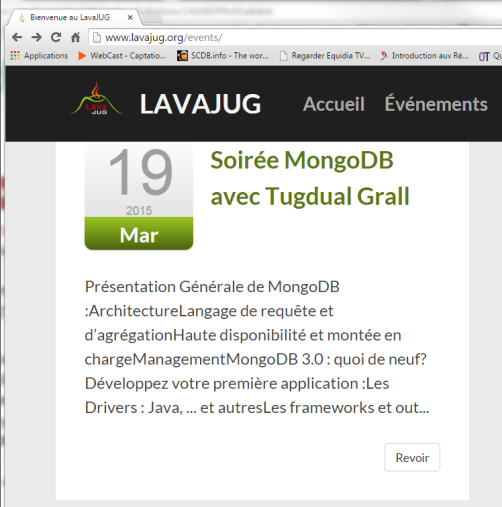 Bienvenue au LavaJUG
www.lavajug.org/events/
Applications WebCast - Captatio... SCDB.info - The wor... Regarder Equidia TV... Introduction aux Ré... Qu
Lava JUG LAVAJUG Accueil Événements
19
2015
Mar
Soirée MongoDB
avec Tugdual Grall
Présentation Générale de MongoDB
:ArchitectureLangage de requête et
d’agrégationHaute disponibilité et montée en
chargeManagementMongoDB 3.0 : quoi de neuf?
Développez votre première application :Les
Drivers : Java, ... et autresLes frameworks et out...
Revoir